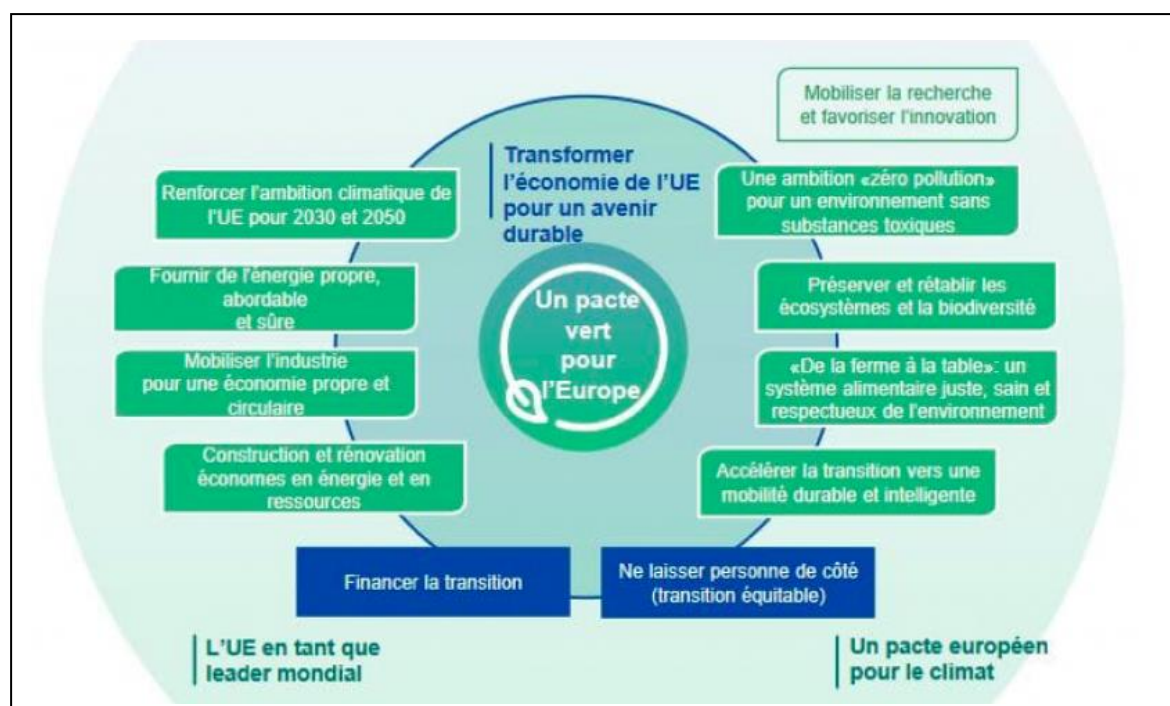 Mobiliser la recherche
et favoriser l'innovation
Transformer
l'économie de l'UE
pour un avenir
durable
Renforcer l'ambition climatique de
l'UE pour 2030 et 2050
Une ambition «zéro pollution»
pour un environnement sans
substances toxiques
Fournir de l'énergie propre,
abordable
et sûre
Préserver et rétablir les
écosystèmes et la biodiversité
Un pacte
vert
pour
l'Europe
Mobiliser l'industrie
pour une économie propre et
circulaire
«De la ferme à la table»: un
système alimentaire juste, sain et
respectueux de l'environnement
Construction et rénovation
économes en énergie et en
ressources
Accélérer la transition vers une
mobilité durable et intelligente
Financer la transition
Ne laisser personne de côté
(transition équitable)
L'UE en tant que
leader mondial
Un pacte européen
pour le climat